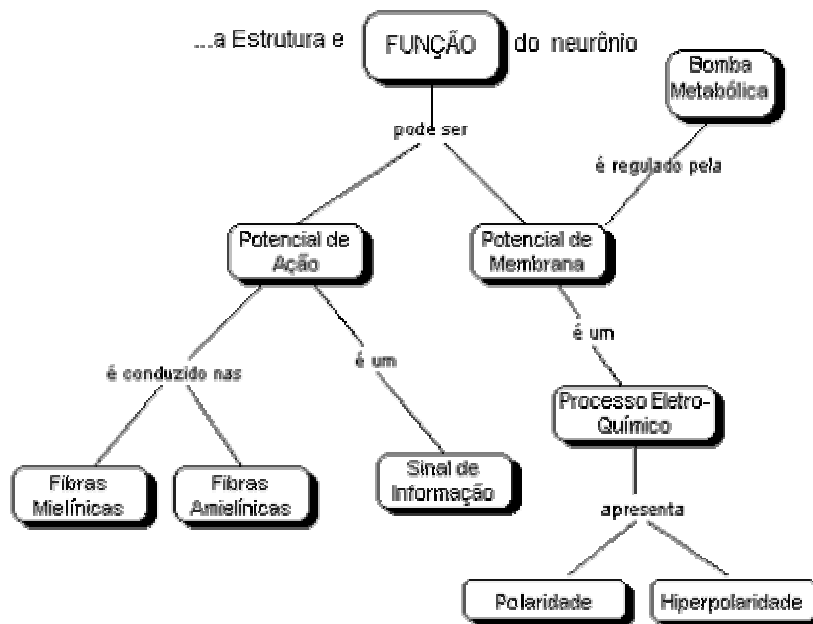 ...a Estrutura e FUNÇÃO do neurônio
Bomba
Metabólica
pode ser
é regulado pela
Potencial de
Ação
Potencial de
Membrana
é um
é conduzido nas
é um
Processo Eletro-
Químico
Fibras
Mielínicas
Fibras
Amielínicas
Sinal de
Informação
apresenta
Polaridade
Hiperpolaridade